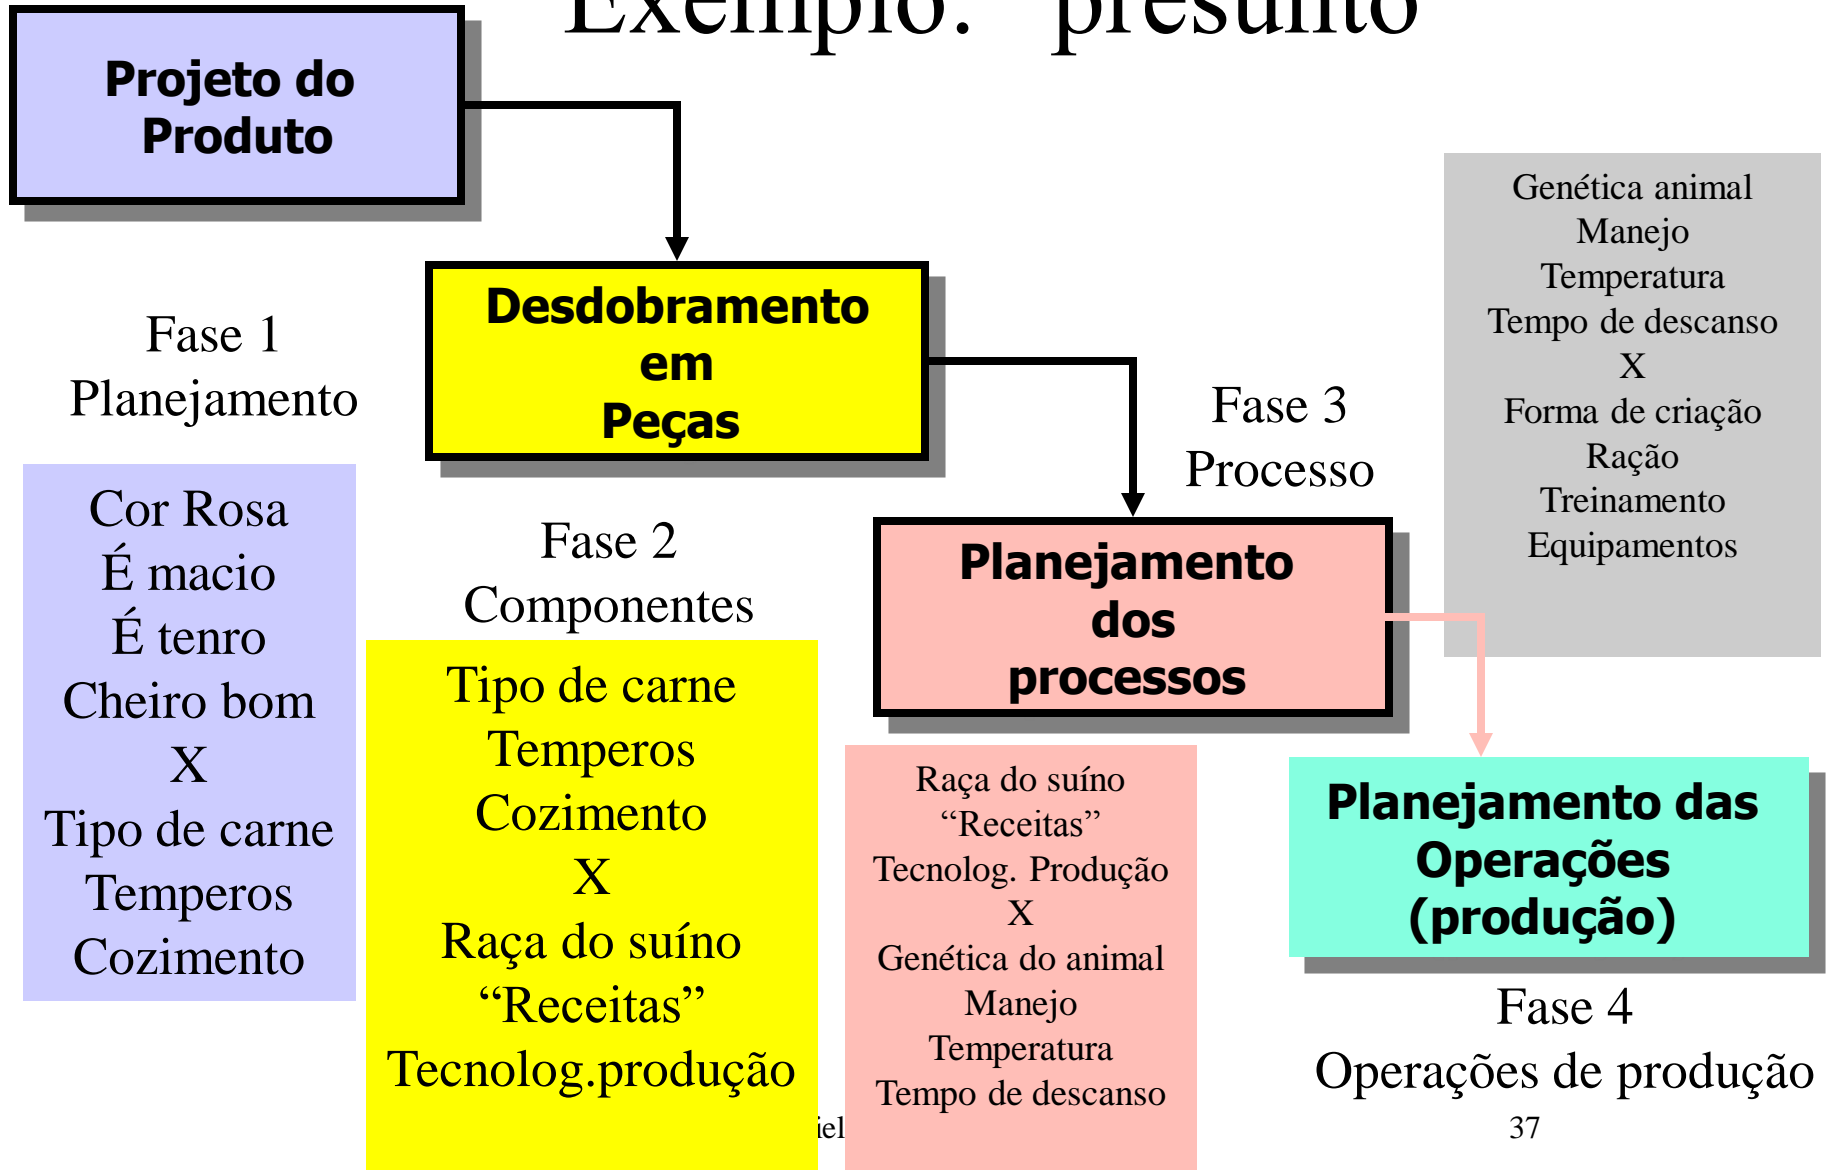 Exemplo: "presunto"
Projeto do
Produto
Desdobramento
em
Peças
Fase 1
Planejamento
Cor Rosa
É macio
É tenro
Cheiro bom
X
Tipo de carne
Temperos
Cozimento
Fase 2
Componentes
Tipo de carne
Temperos
Cozimento
X
Raça do suíno
“Receitas”
Tecnolog.produção
Fase 3
Processo
Planejamento
dos
processos
Raça do suíno
“Receitas”
Tecnolog. Produção
X
Genética do animal
Manejo
Temperatura
Tempo de descanso
Genética animal
Manejo
Temperatura
Tempo de descanso
X
Forma de criação
Ração
Treinamento
Equipamentos
Planejamento das
Operações
(produção)
Fase 4
Operações de produção
37